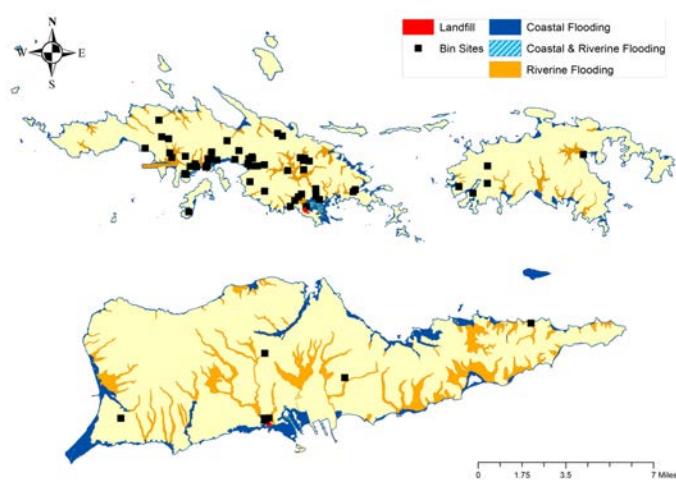 N
W E
S
Landfill
Bin Sites
Coastal Flooding
Coastal & Riverine Flooding
Riverine Flooding
0 1.75 3.5 7 Miles